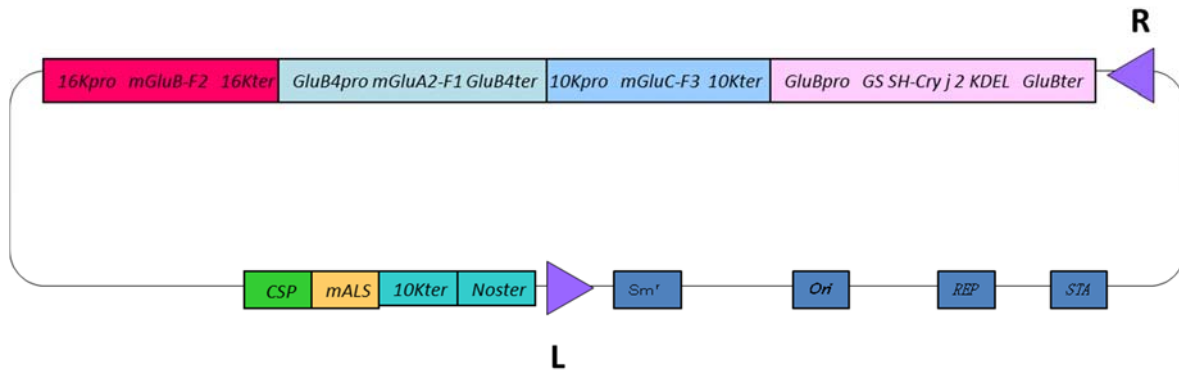 R
16Kpro mGluB-F2 16Kter GluB4pro mGluA2-F1 GluB4ter 10Kpro mGluC-F3 10Kter GluBpro GS SH-Cry j 2 KDEL GluBter
CSP mALS 10Kter Noster Smʳ Ori REP STA
L